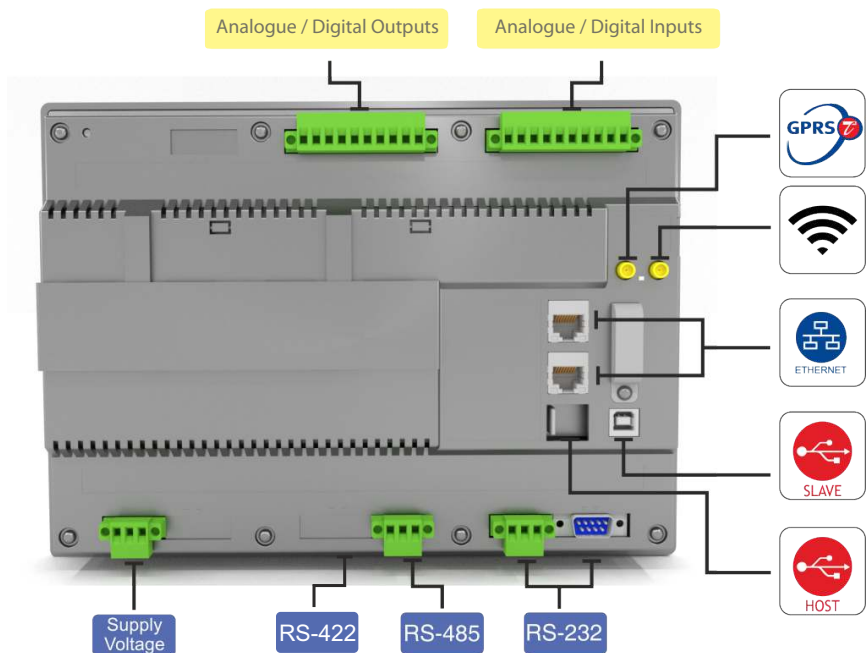 Analogue / Digital Outputs
Analogue / Digital Inputs
GPRS
ETHERNET
SLAVE
HOST
Supply
Voltage
RS-422
RS-485
RS-232